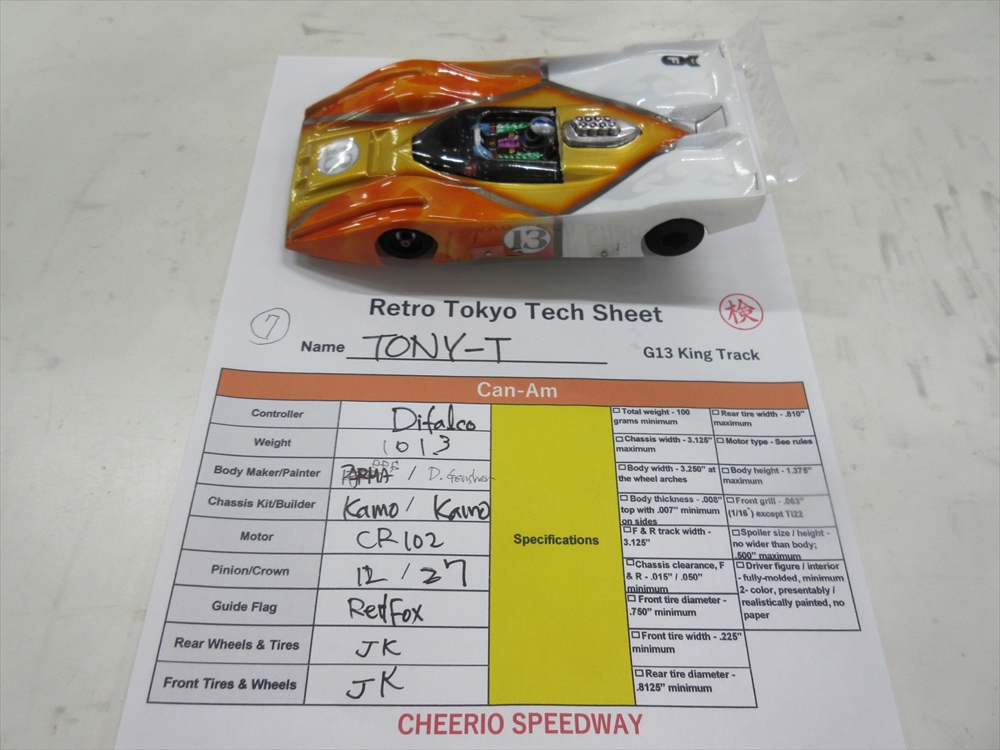 13
Retro Tokyo Tech Sheet
検
7
Name TONY-T
G13 King Track
Can-Am
Controller Difalco
Weight 1013
Body Maker/Painter / D.
Chassis Kit/Builder Kamo / Kamo
Motor CR102
Pinion/Crown 12 / 27
Guide Flag RedFox
Rear Wheels & Tires JK
Front Tires & Wheels JK
Specifications
Total weight - 100
grams minimum
Chassis width - 3.125"
maximum
Body width - 3.250" at
the wheel arches
Body thickness - .008"
top with .007" minimum
on sides
F & R track width -
3.125"
Chassis clearance, F
& R - .015" / .050"
minimum
Front tire diameter -
.750" minimum
Front tire width - .225"
minimum
Rear tire diameter -
.8125" minimum
Rear tire width - .810"
maximum
Motor type - See rules
Body height - 1.375"
maximum
Front grill - .063"
(1/16") except Ti22
Spoiler size / height -
no wider than body;
.500" maximum
Driver figure / interior
- fully-molded, minimum
2- color, presentably /
realistically painted, no
paper
CHEERIO SPEEDWAY